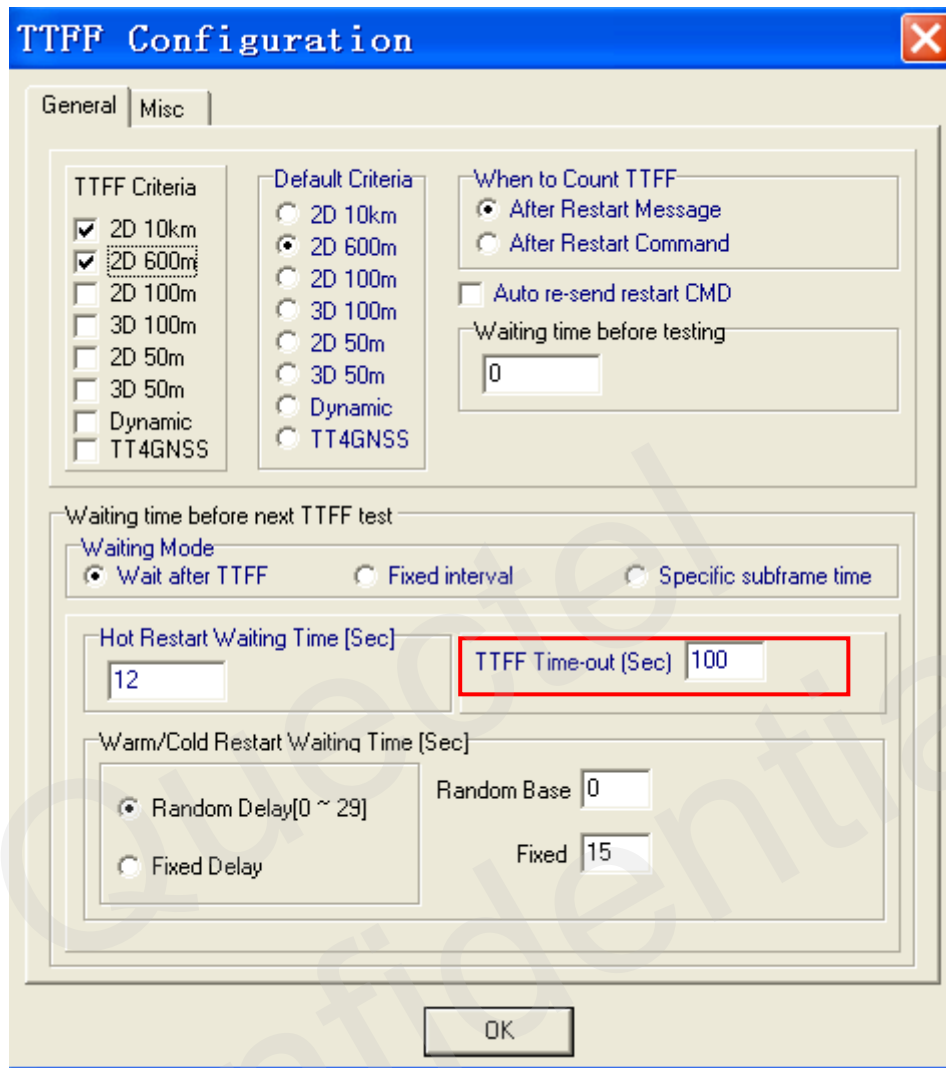 TTFF Configuration
General
Misc
TTFF Criteria
2D 10km
2D 600m
2D 100m
3D 100m
2D 50m
3D 50m
Dynamic
TT4GNSS
Default Criteria
2D 10km
2D 600m
2D 100m
3D 100m
2D 50m
3D 50m
Dynamic
TT4GNSS
When to Count TTFF
After Restart Message
After Restart Command
Auto re-send restart CMD
Waiting time before testing
0
Waiting time before next TTFF test
Waiting Mode
Wait after TTFF
Fixed interval
Specific subframe time
Hot Restart Waiting Time [Sec]
12
TTFF Time-out (Sec) 100
Warm/Cold Restart Waiting Time [Sec]
Random Delay[0 ~ 29]
Fixed Delay
Random Base 0
Fixed 15
OK
Quectel